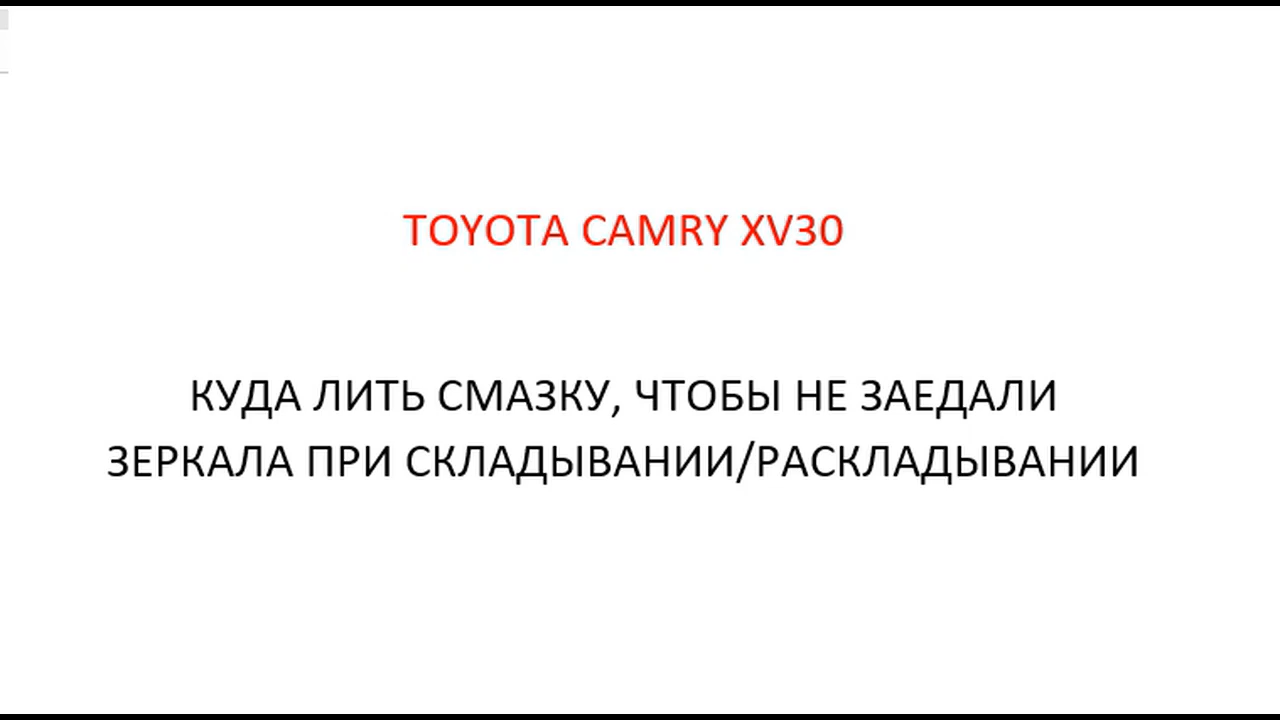 TOYOTA CAMRY XV30
КУДА ЛИТЬ СМАЗКУ, ЧТОБЫ НЕ ЗАЕДАЛИ
ЗЕРКАЛА ПРИ СКЛАДЫВАНИИ/РАСКЛАДЫВАНИИ